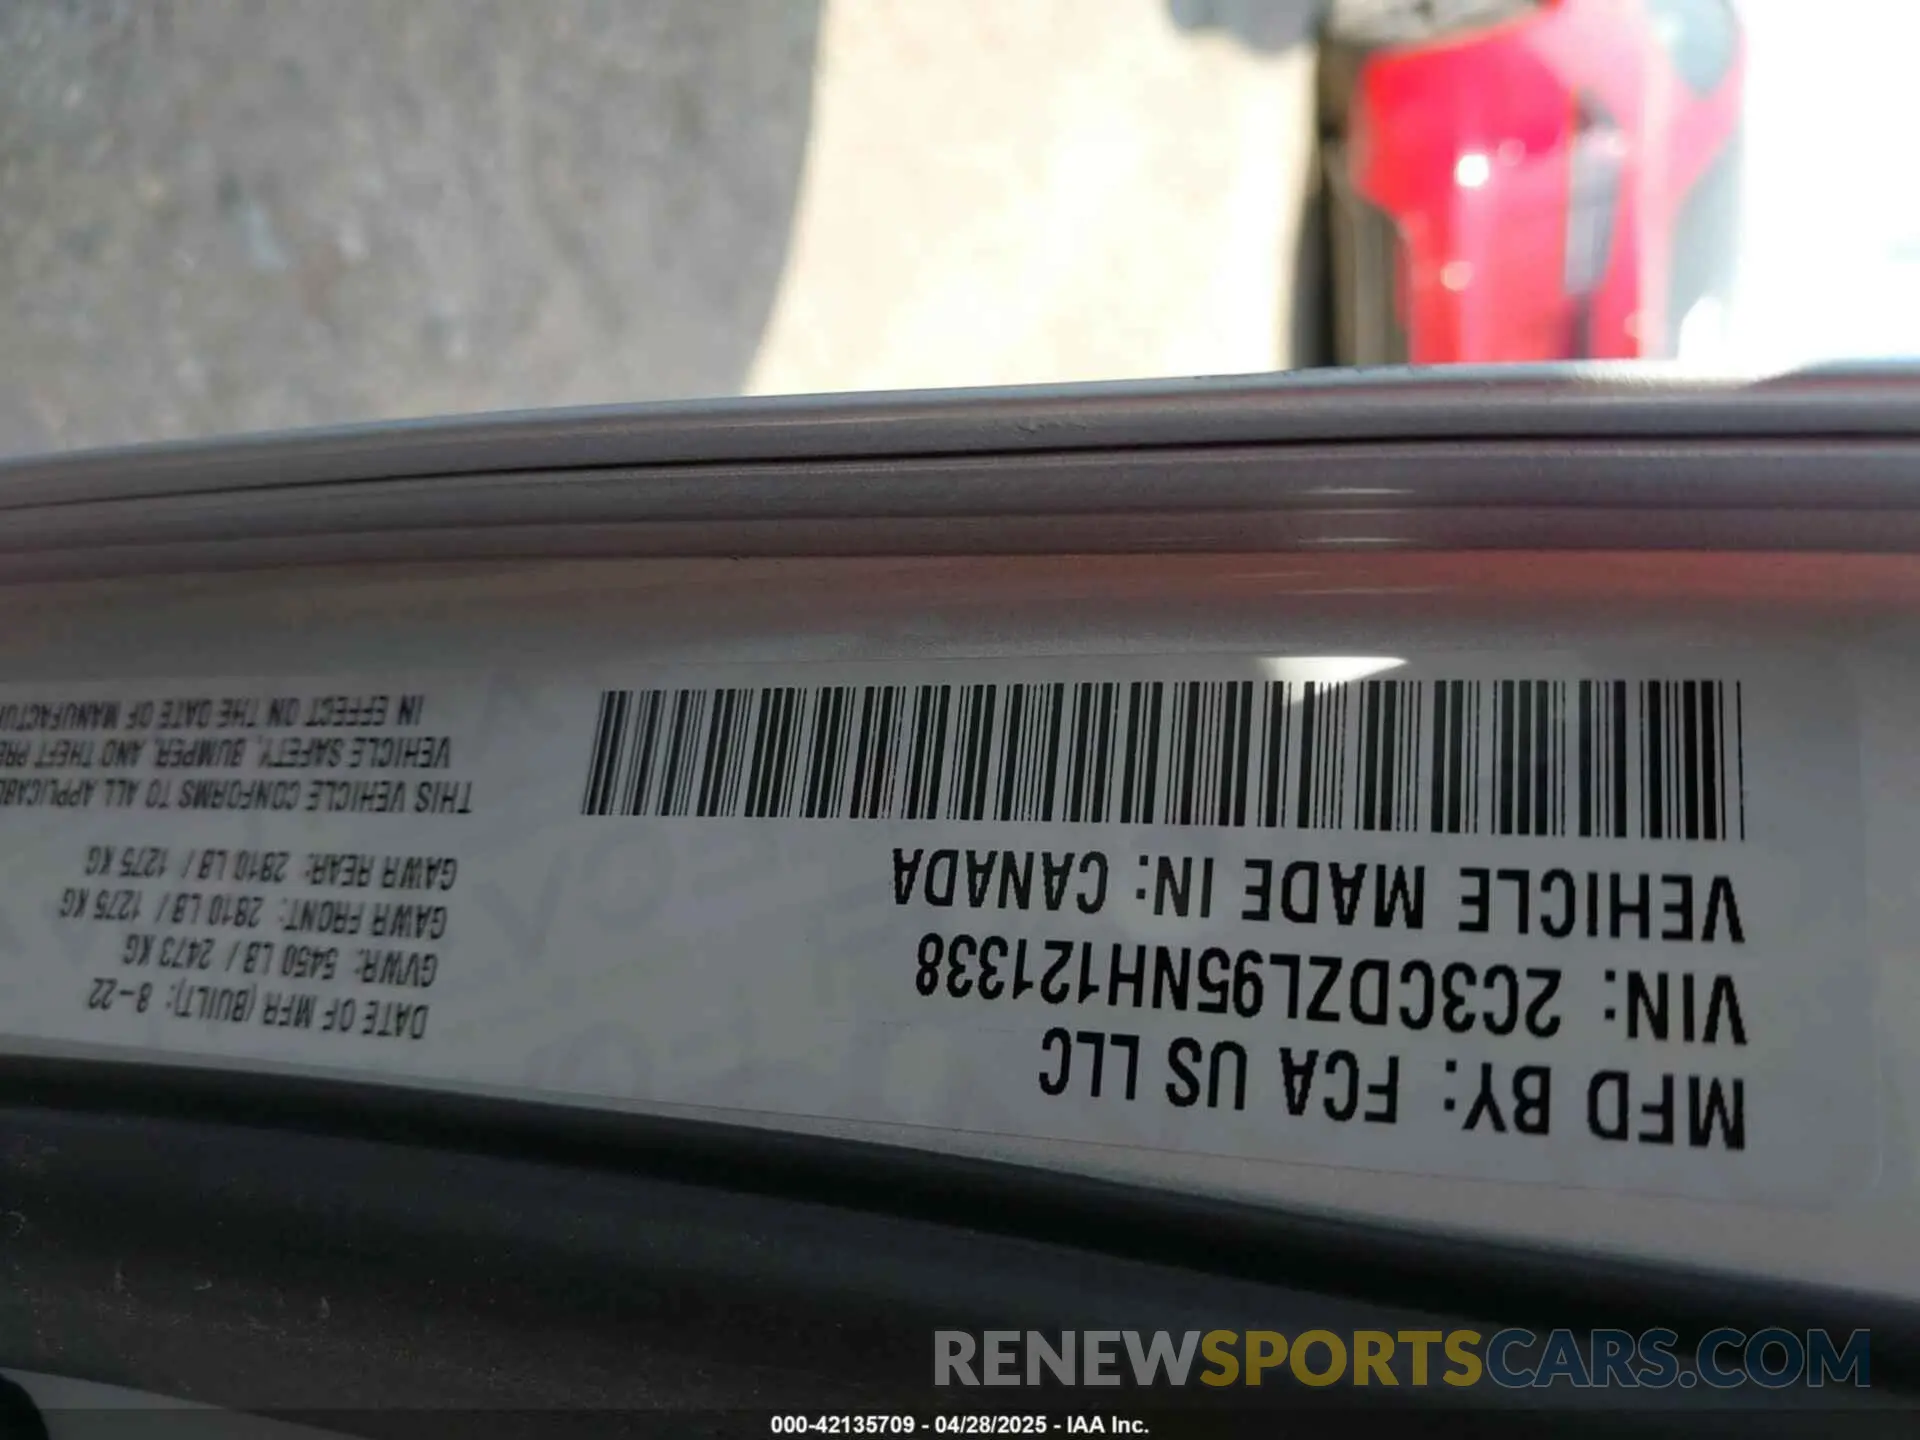 MFD BY: FCA US LLC
VIN: 2C3CDZL95NH121338
VEHICLE MADE IN: CANADA
DATE OF MFR (BUILT): 8-22
GVWR: 5450 LB / 2473 KG
GAWR FRONT: 2810 LB / 1275 KG
GAWR REAR: 2810 LB / 1275 KG
THIS VEHICLE CONFORMS TO ALL
VEHICLE SAFETY, BUMPER, AND THEFT
IN EFFECT ON THE DATE OF
RENEWSPORTSCARS.COM
000-42135709 - 04/28/2025 - IAA Inc.